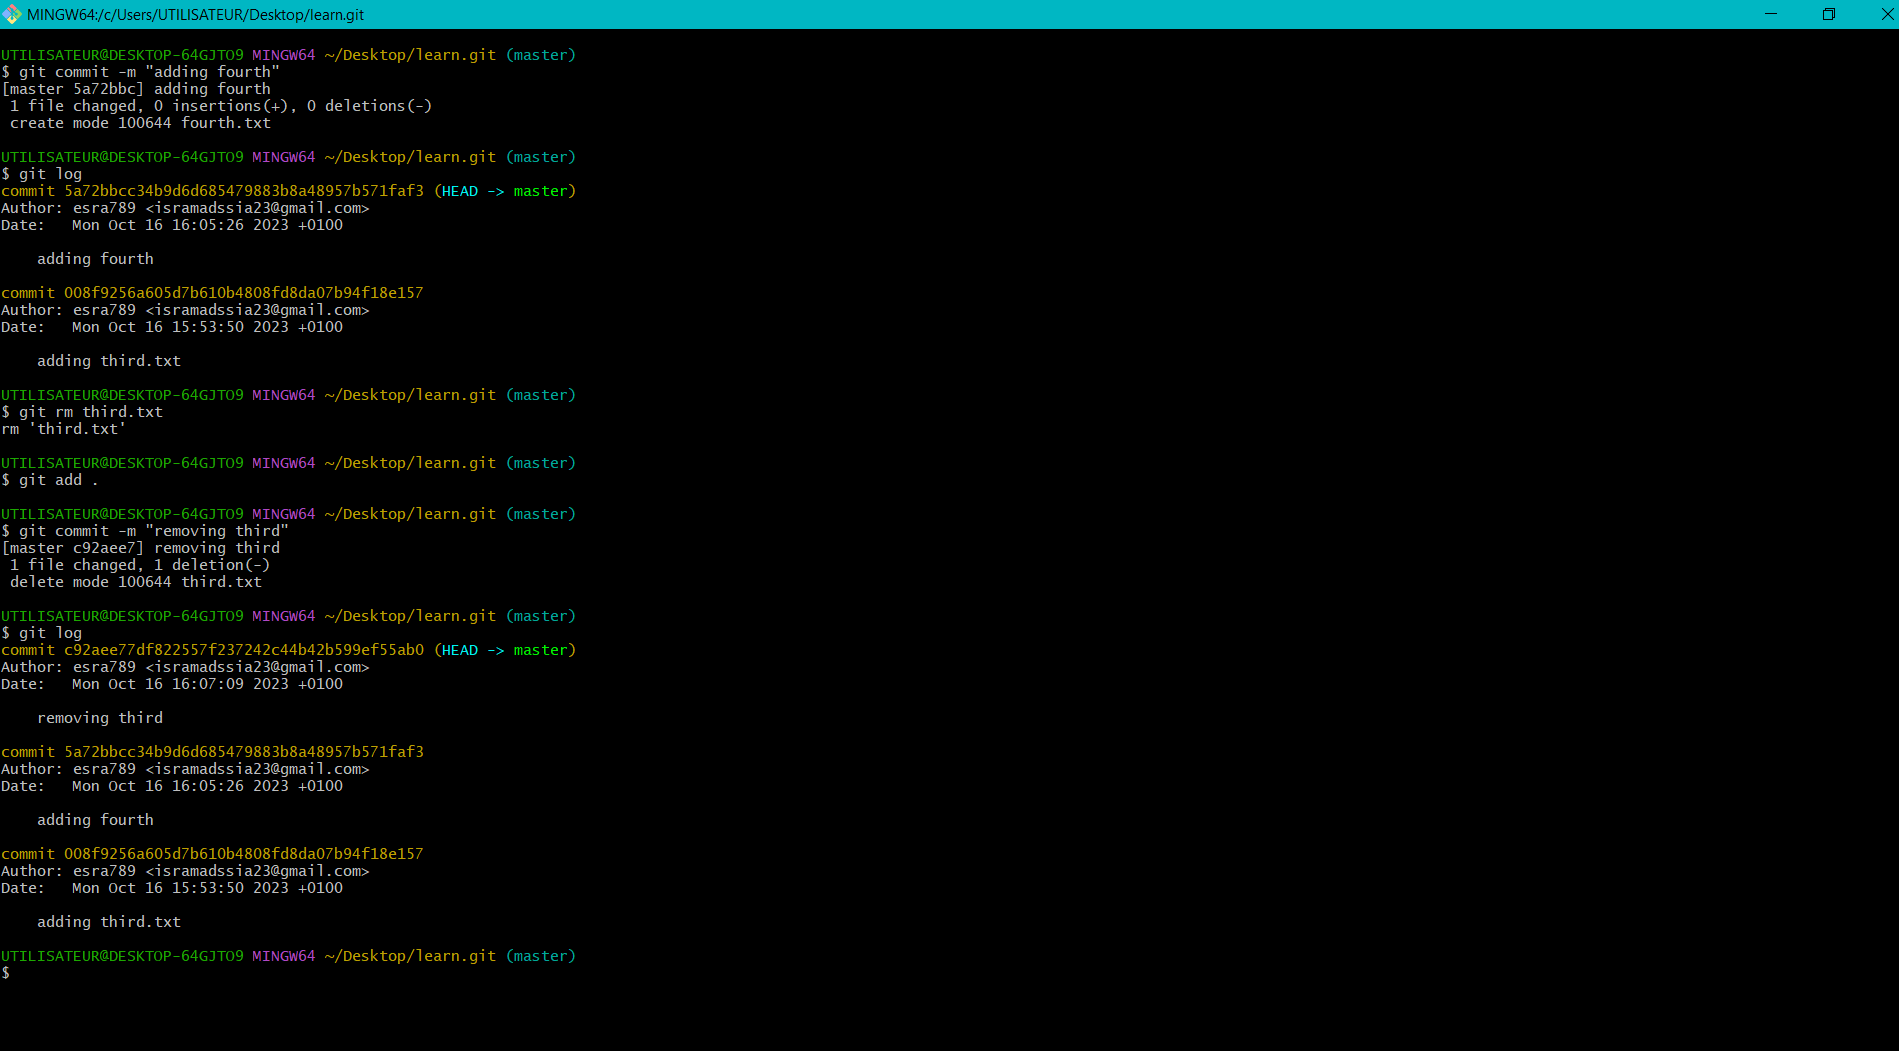 MINGW64:/c/Users/UTILISATEUR/Desktop/learn.git
UTILISATEUR@DESKTOP-64GJTO9 MINGW64 ~/Desktop/learn.git (master)
$ git commit -m "adding fourth"
[master 5a72bbc] adding fourth
 1 file changed, 0 insertions(+), 0 deletions(-)
 create mode 100644 fourth.txt
UTILISATEUR@DESKTOP-64GJTO9 MINGW64 ~/Desktop/learn.git (master)
$ git log
commit 5a72bbcc34b9d6d685479883b8a48957b571faf3 (HEAD -> master)
Author: esra789 <isramadssia23@gmail.com>
Date:   Mon Oct 16 16:05:26 2023 +0100
    adding fourth
commit 008f9256a605d7b610b4808fd8da07b94f18e157
Author: esra789 <isramadssia23@gmail.com>
Date:   Mon Oct 16 15:53:50 2023 +0100
    adding third.txt
UTILISATEUR@DESKTOP-64GJTO9 MINGW64 ~/Desktop/learn.git (master)
$ git rm third.txt
rm 'third.txt'
UTILISATEUR@DESKTOP-64GJTO9 MINGW64 ~/Desktop/learn.git (master)
$ git add .
UTILISATEUR@DESKTOP-64GJTO9 MINGW64 ~/Desktop/learn.git (master)
$ git commit -m "removing third"
[master c92aee7] removing third
 1 file changed, 1 deletion(-)
 delete mode 100644 third.txt
UTILISATEUR@DESKTOP-64GJTO9 MINGW64 ~/Desktop/learn.git (master)
$ git log
commit c92aee77df822557f237242c44b42b599ef55ab0 (HEAD -> master)
Author: esra789 <isramadssia23@gmail.com>
Date:   Mon Oct 16 16:07:09 2023 +0100
    removing third
commit 5a72bbcc34b9d6d685479883b8a48957b571faf3
Author: esra789 <isramadssia23@gmail.com>
Date:   Mon Oct 16 16:05:26 2023 +0100
    adding fourth
commit 008f9256a605d7b610b4808fd8da07b94f18e157
Author: esra789 <isramadssia23@gmail.com>
Date:   Mon Oct 16 15:53:50 2023 +0100
    adding third.txt
UTILISATEUR@DESKTOP-64GJTO9 MINGW64 ~/Desktop/learn.git (master)
$